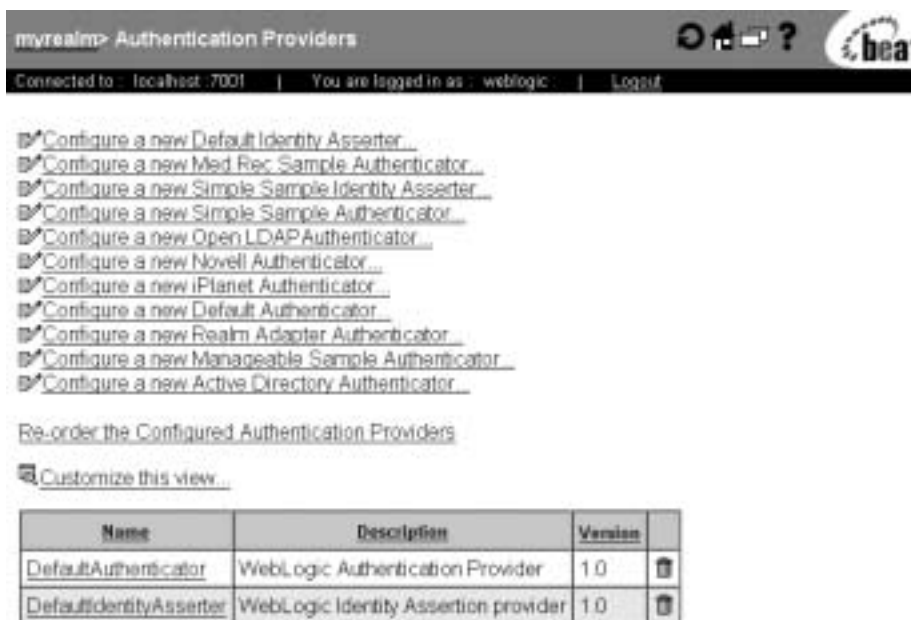 myrealm> Authentication Providers
?
bea
Connected to : localhost :7001 | You are logged in as : weblogic | Logout
Configure a new Default Identity Asserter...
Configure a new Med Rec Sample Authenticator...
Configure a new Simple Sample Identity Asserter...
Configure a new Simple Sample Authenticator...
Configure a new Open LDAP Authenticator...
Configure a new Novell Authenticator...
Configure a new iPlanet Authenticator...
Configure a new Default Authenticator...
Configure a new Realm Adapter Authenticator...
Configure a new Manageable Sample Authenticator...
Configure a new Active Directory Authenticator...
Re-order the Configured Authentication Providers
Customize this view...
Name Description Version
DefaultAuthenticator WebLogic Authentication Provider 1.0
DefaultIdentityAsserter WebLogic Identity Assertion provider 1.0